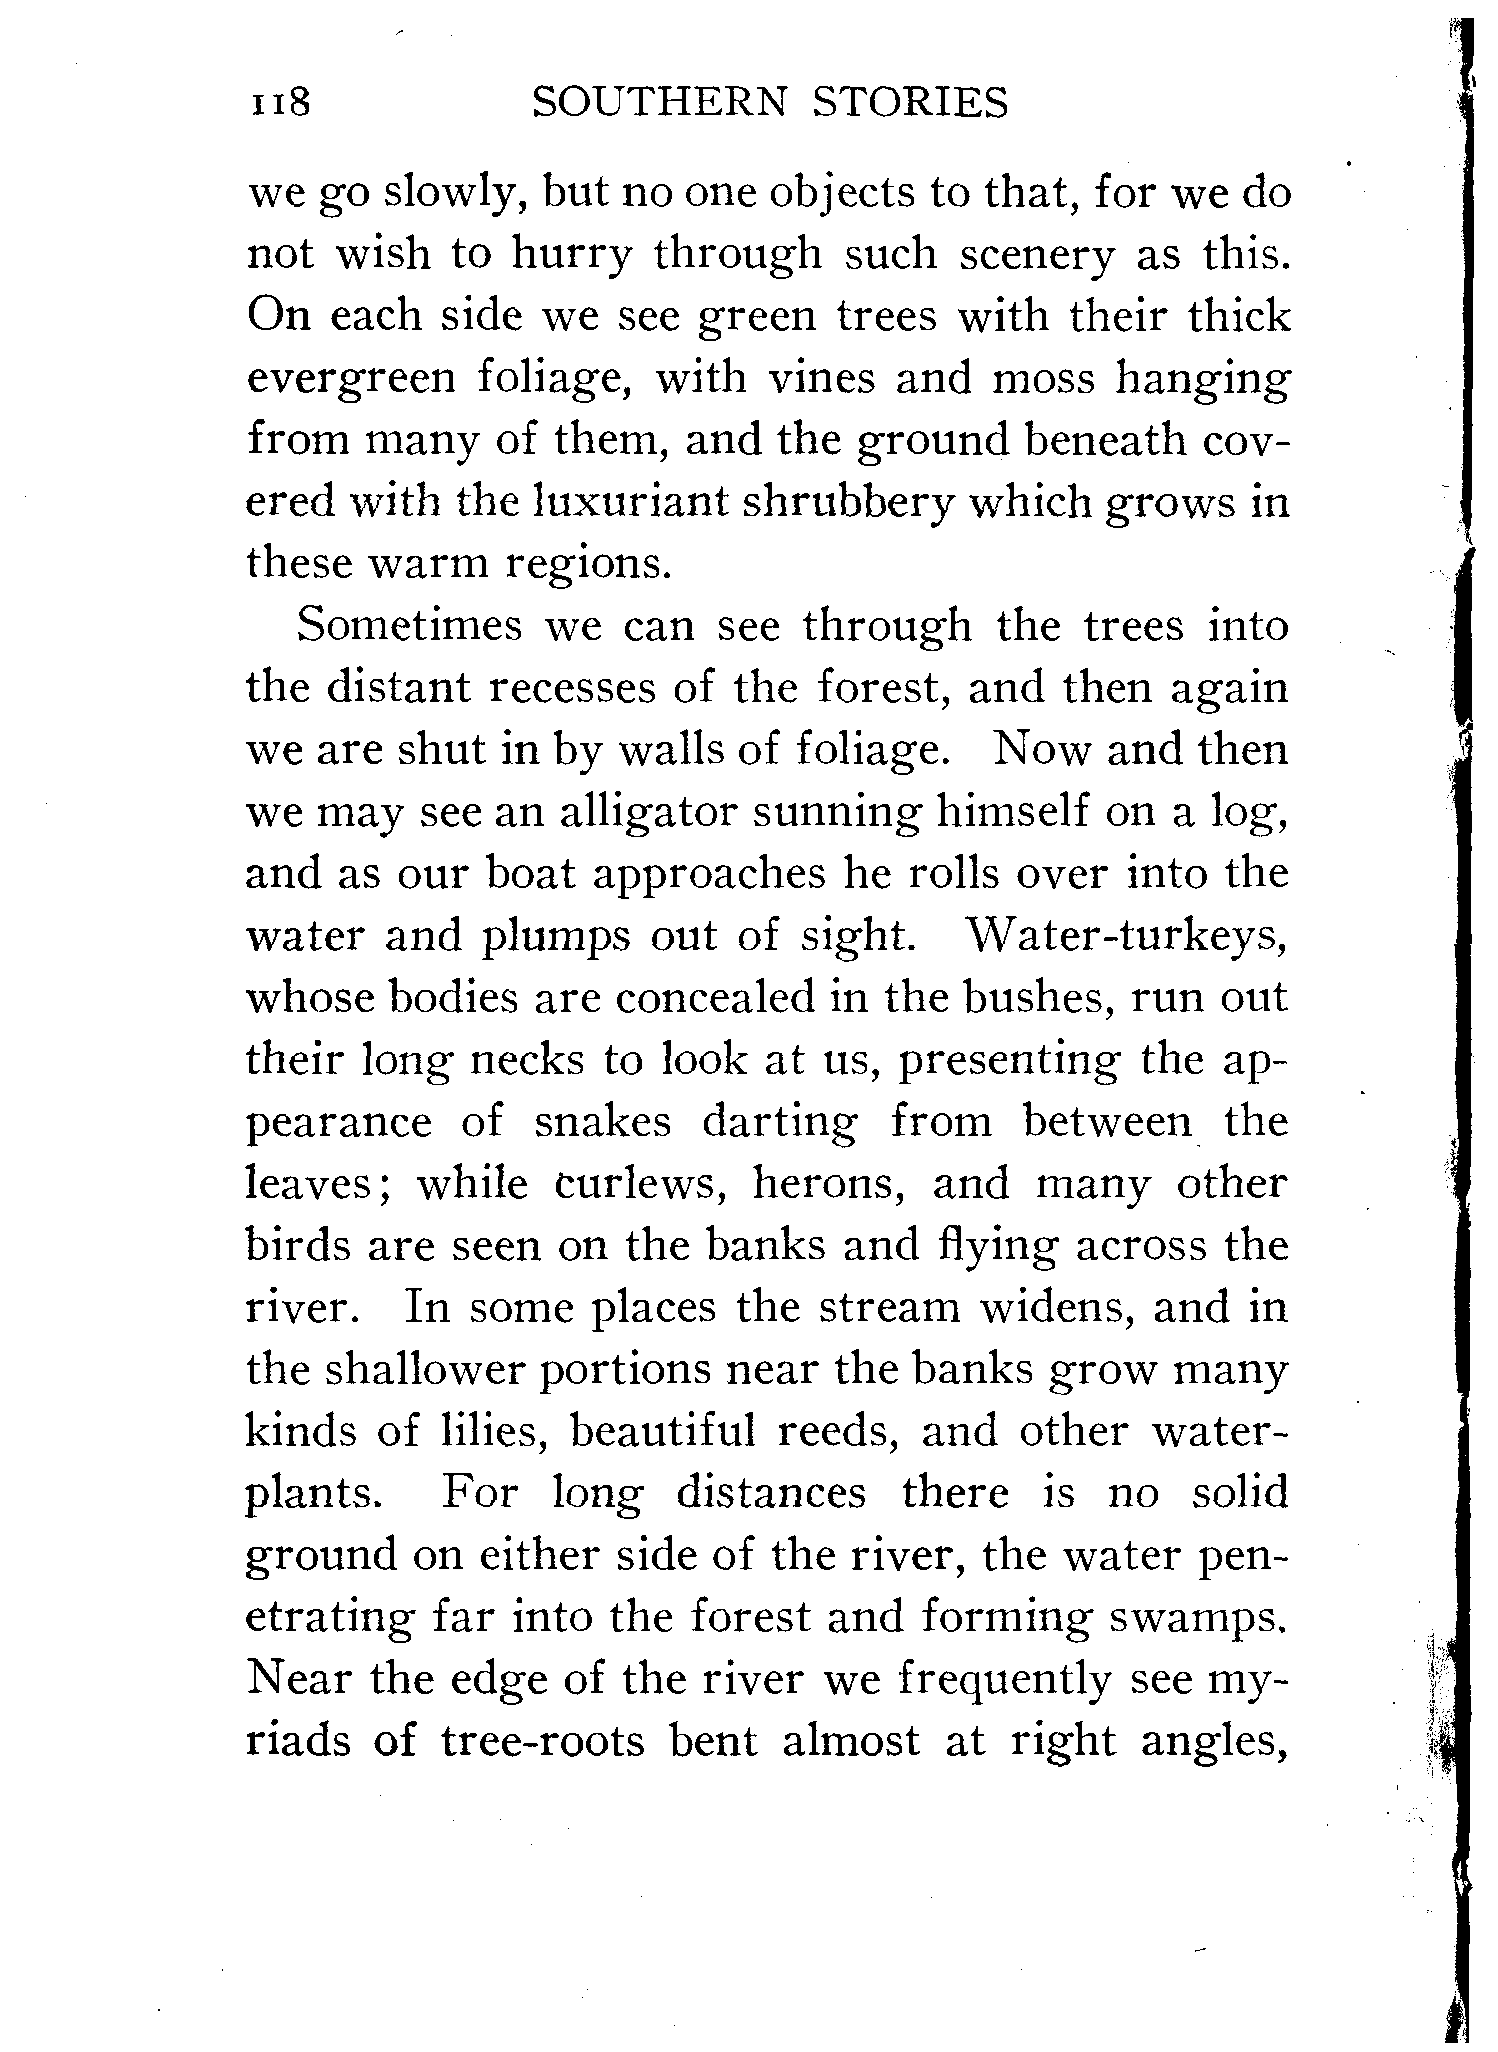 118 SOUTHERN STORIES
we go slowly, but no one objects to that, for we do
not wish to hurry through such scenery as this.
On each side we see green trees with their thick
evergreen foliage, with vines and moss hanging
from many of them, and the ground beneath cov-
ered with the luxuriant shrubbery which grows in
these warm regions.
Sometimes we can see through the trees into
the distant recesses of the forest, and then again
we are shut in by walls of foliage. Now and then
we may see an alligator sunning himself on a log,
and as our boat approaches he rolls over into the
water and plumps out of sight. Water-turkeys,
whose bodies are concealed in the bushes, run out
their long necks to look at us, presenting the ap-
pearance of snakes darting from between the
leaves; while curlews, herons, and many other
birds are seen on the banks and flying across the
river. In some places the stream widens, and in
the shallower portions near the banks grow many
kinds of lilies, beautiful reeds, and other water-
plants. For long distances there is no solid
ground on either side of the river, the water pen-
etrating far into the forest and forming swamps.
Near the edge of the river we frequently see my-
riads of tree-roots bent almost at right angles,